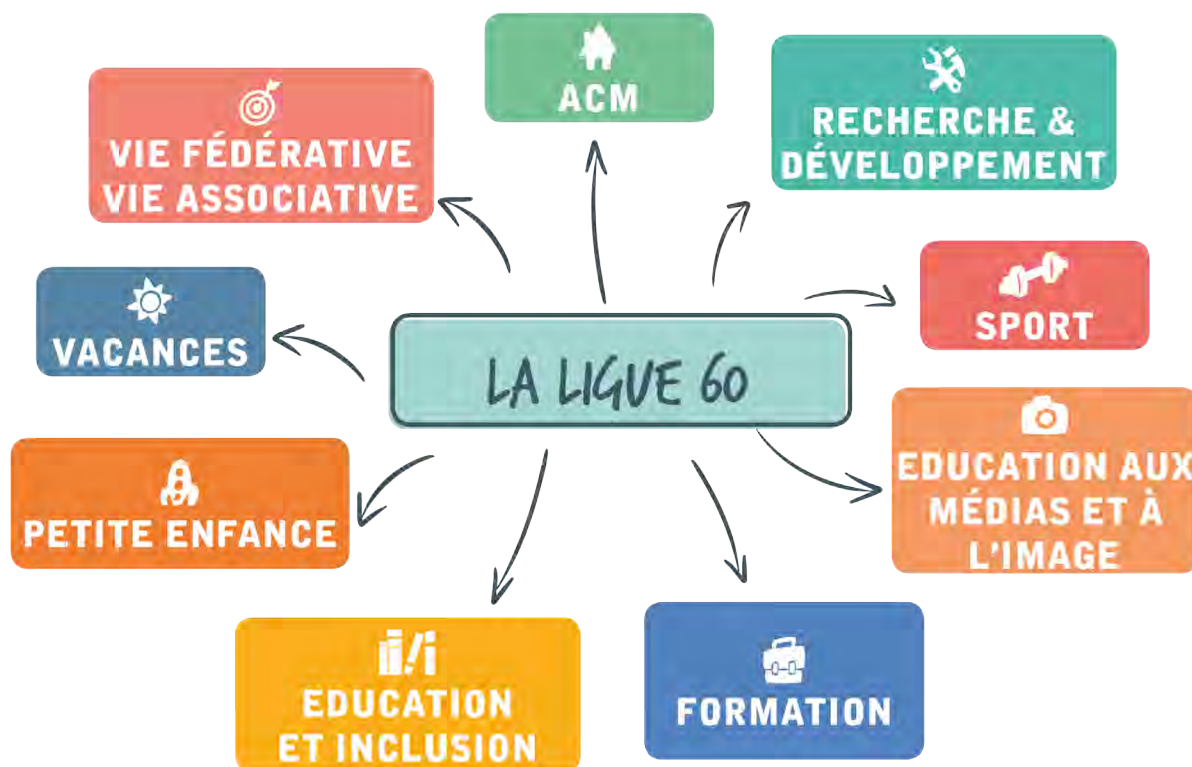 ACM
RECHERCHE &
DÉVELOPPEMENT
VIE FÉDÉRATIVE
VIE ASSOCIATIVE
SPORT
VACANCES
LA LIGUE 60
EDUCATION AUX
MÉDIAS ET À
L'IMAGE
PETITE ENFANCE
FORMATION
EDUCATION
ET INCLUSION